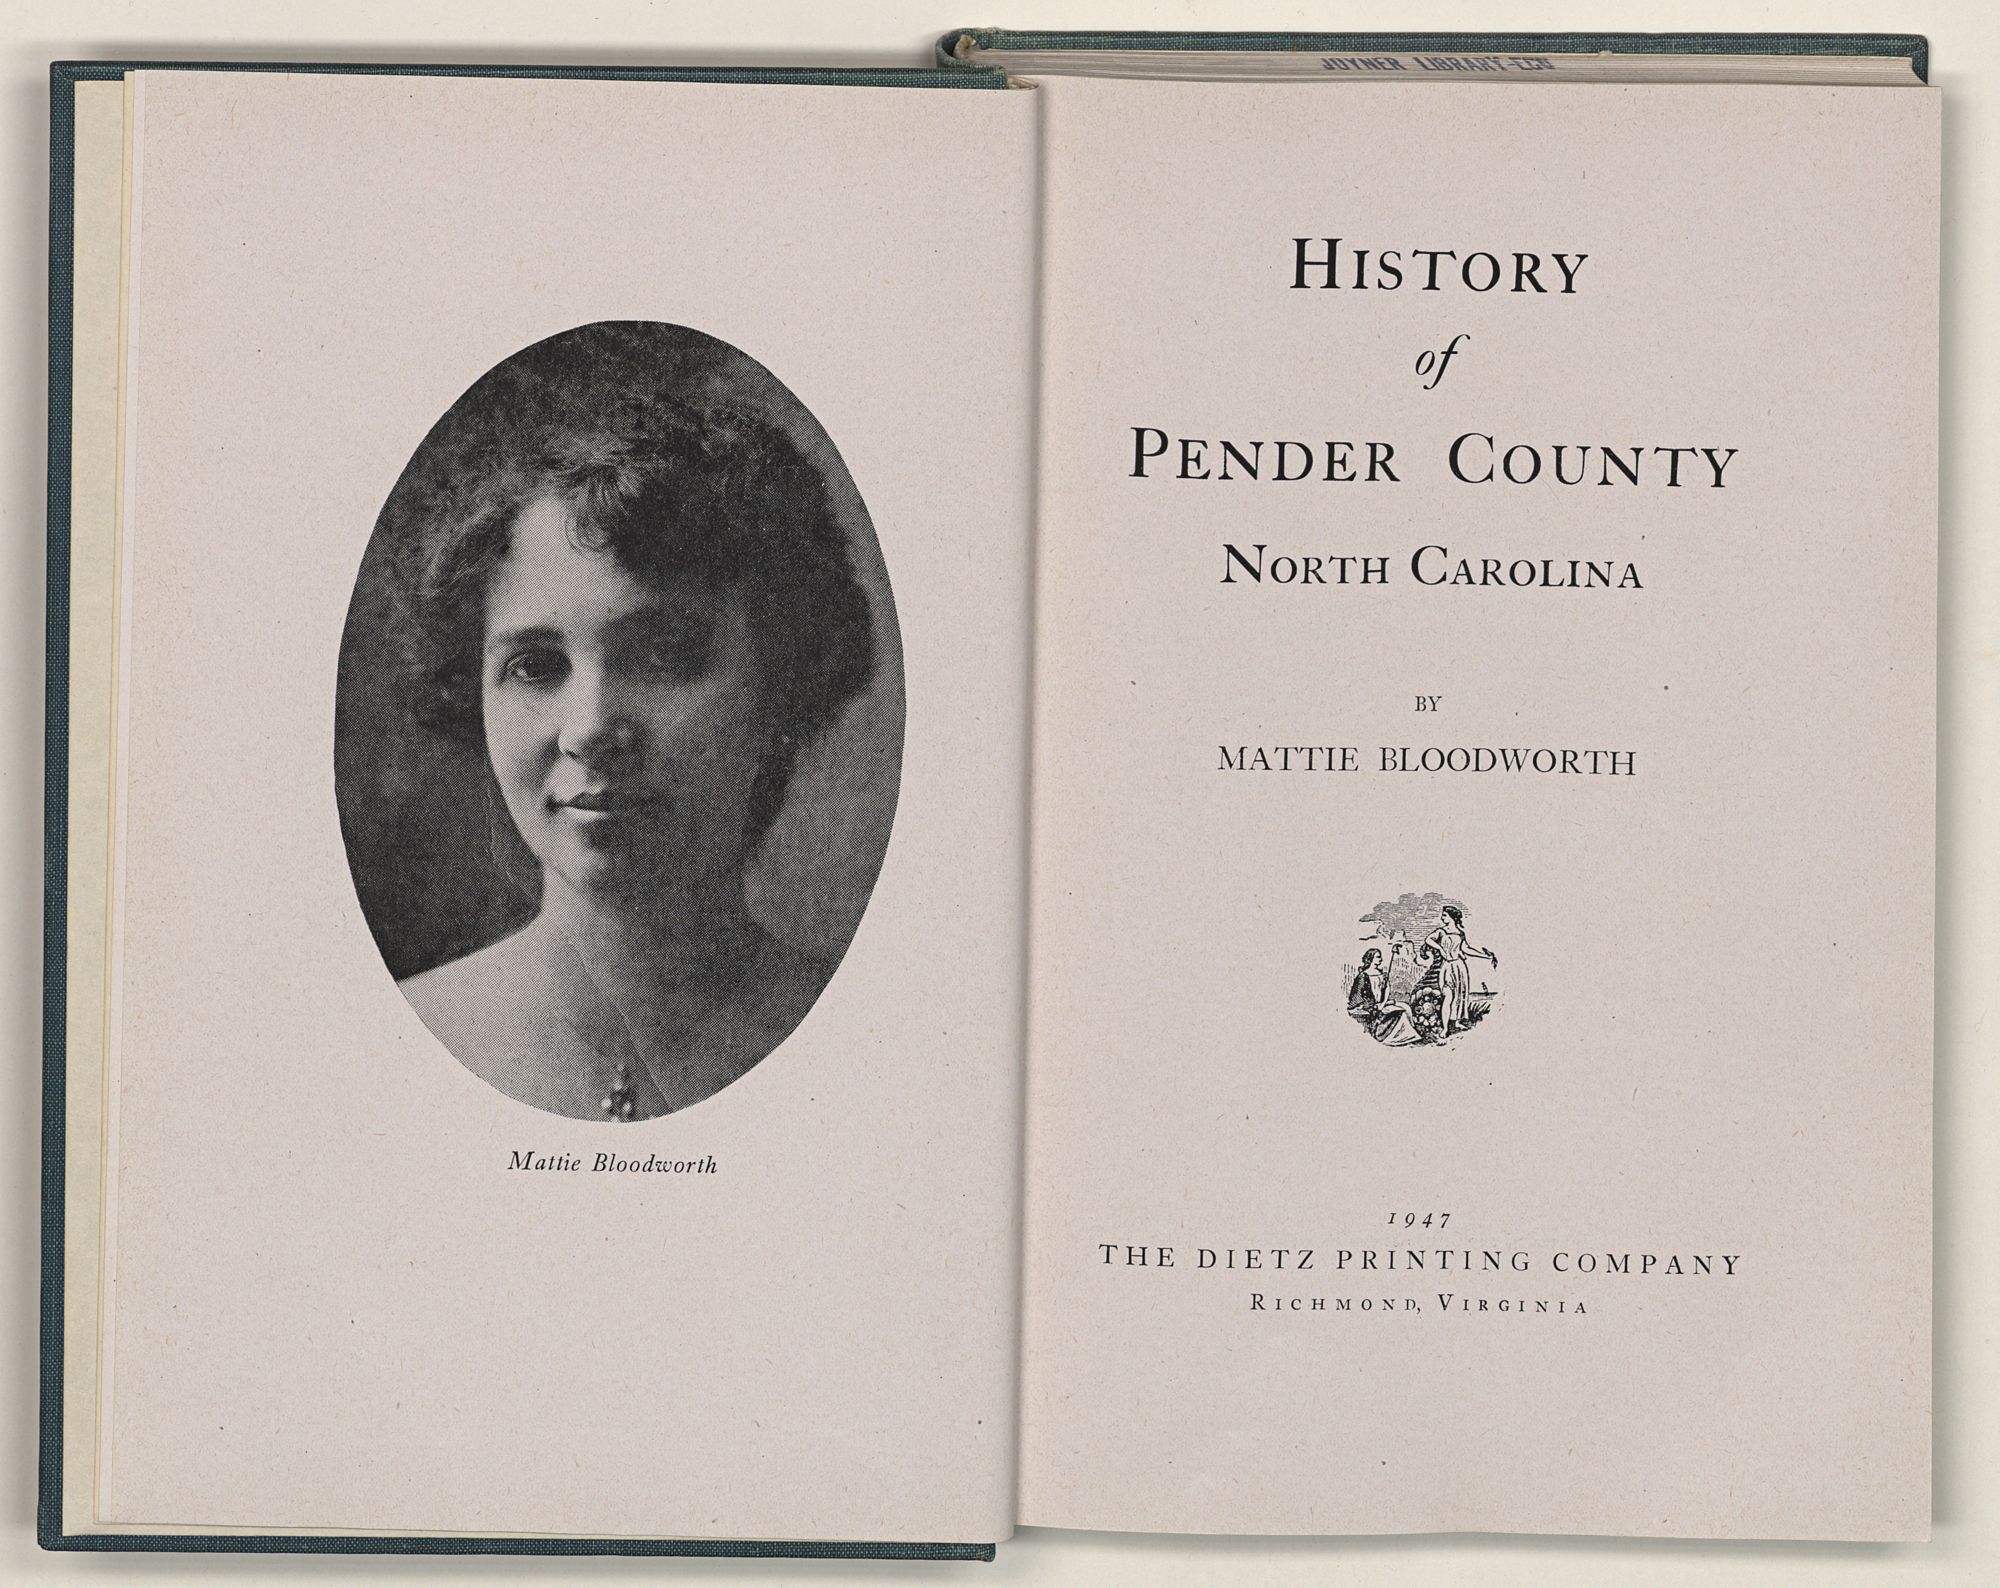 JOYNER LIBRARY-ECU
Mattie Bloodworth
HISTORY
of
PENDER COUNTY
NORTH CAROLINA
BY
MATTIE BLOODWORTH
1947
THE DIETZ PRINTING COMPANY
RICHMOND, VIRGINIA